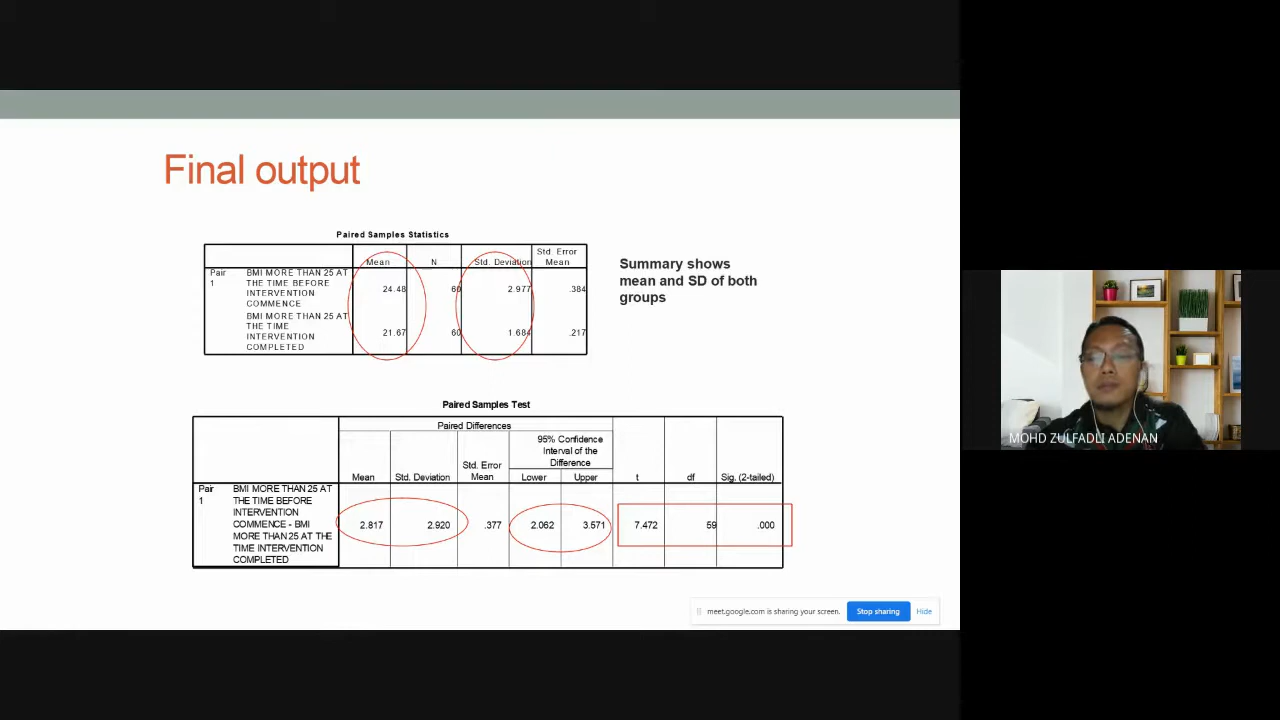 Final output
Paired Samples Statistics
Mean N Std. Deviation Std. Error
Mean
Pair
1
BMI MORE THAN 25 AT
THE TIME BEFORE
INTERVENTION
COMMENCE
24.48 60 2.977 .384
BMI MORE THAN 25 AT
THE TIME
INTERVENTION
COMPLETED
21.67 60 1.684 .217
Summary shows
mean and SD of both
groups
Paired Samples Test
Paired Differences
95% Confidence
Interval of the
Difference
Mean Std. Deviation Std. Error
Mean Lower Upper t df Sig. (2-tailed)
Pair
1
BMI MORE THAN 25 AT
THE TIME BEFORE
INTERVENTION
COMMENCE - BMI
MORE THAN 25 AT THE
TIME INTERVENTION
COMPLETED
2.817 2.920 .377 2.062 3.571 7.472 59 .000
meet.google.com is sharing your screen. Stop sharing Hide
MOHD ZULFADLI ADENAN